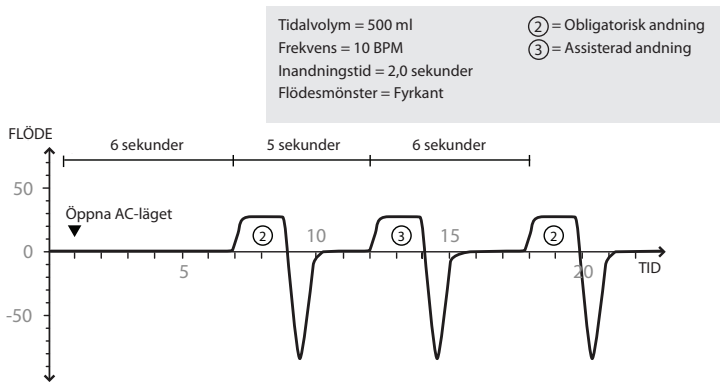 Tidalvolym = 500 ml
Frekvens = 10 BPM
Inandningstid = 2,0 sekunder
Flödesmönster = Fyrkant
2 = Obligatorisk andning
3 = Assisterad andning
FLÖDE
6 sekunder 5 sekunder 6 sekunder
50
Öppna AC-läget
2 10 3 15 2
0
5 20 TID
-50